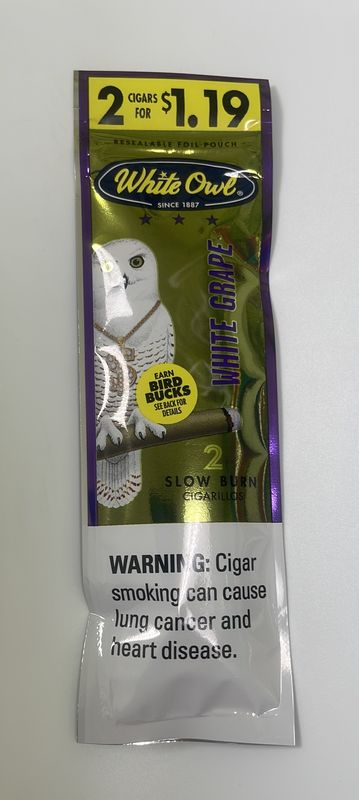 2 CIGARS FOR $1.19
RESEALABLE FOIL POUCH
White Owl®
SINCE 1887
WHITE GRAPE
EARN
BIRD
BUCKS
SEE BACK FOR
DETAILS
2
SLOW BURN
CIGARILLOS
WARNING: Cigar
smoking can cause
lung cancer and
heart disease.